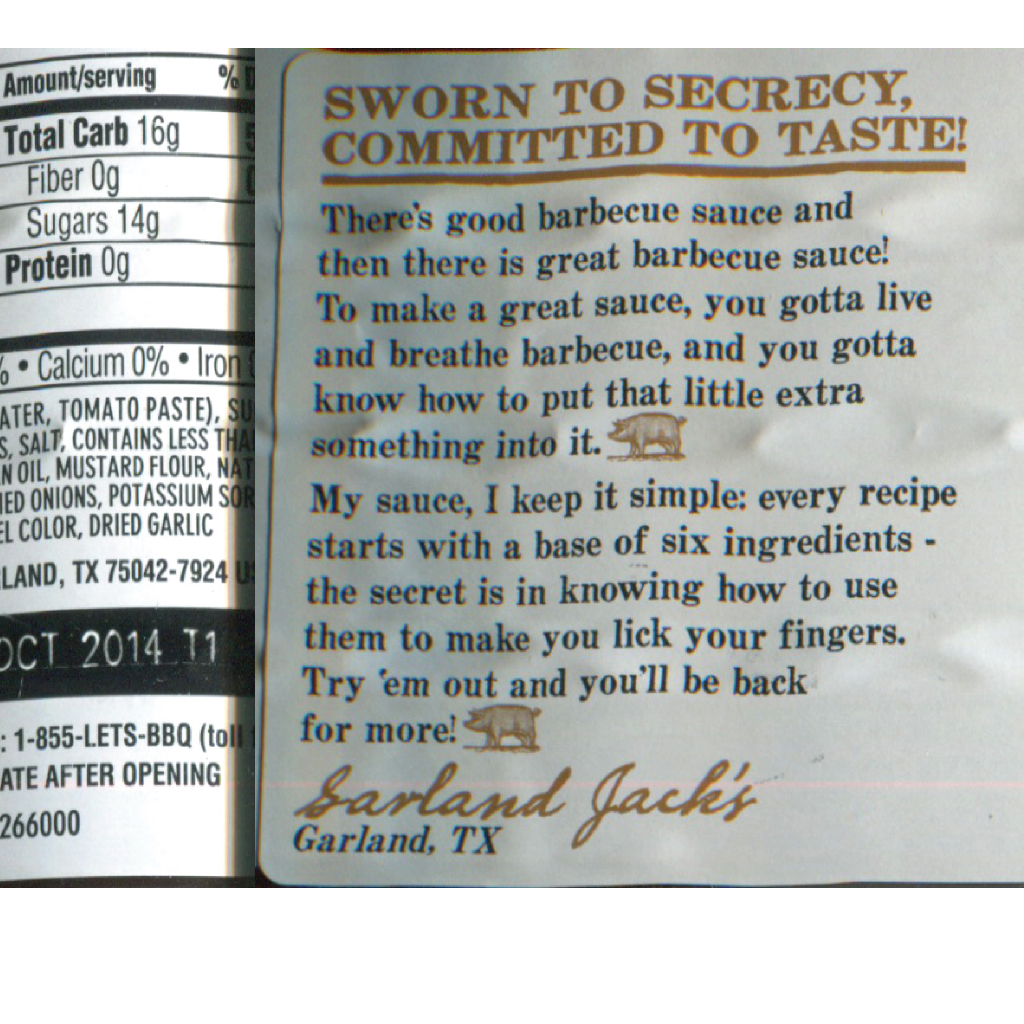 Amount/serving %
Total Carb 16g
Fiber 0g
Sugars 14g
Protein 0g
% • Calcium 0% • Iron
ATER, TOMATO PASTE), SU
S, SALT, CONTAINS LESS THA
N OIL, MUSTARD FLOUR, NAT
IED ONIONS, POTASSIUM SOR
EL COLOR, DRIED GARLIC
LAND, TX 75042-7924 U
OCT 2014 T1
: 1-855-LETS-BBQ (toll
ATE AFTER OPENING
266000
SWORN TO SECRECY,
COMMITTED TO TASTE!
There's good barbecue sauce and
then there is great barbecue sauce!
To make a great sauce, you gotta live
and breathe barbecue, and you gotta
know how to put that little extra
something into it.
My sauce, I keep it simple: every recipe
starts with a base of six ingredients -
the secret is in knowing how to use
them to make you lick your fingers.
Try 'em out and you'll be back
for more!
Garland Jack's
Garland, TX